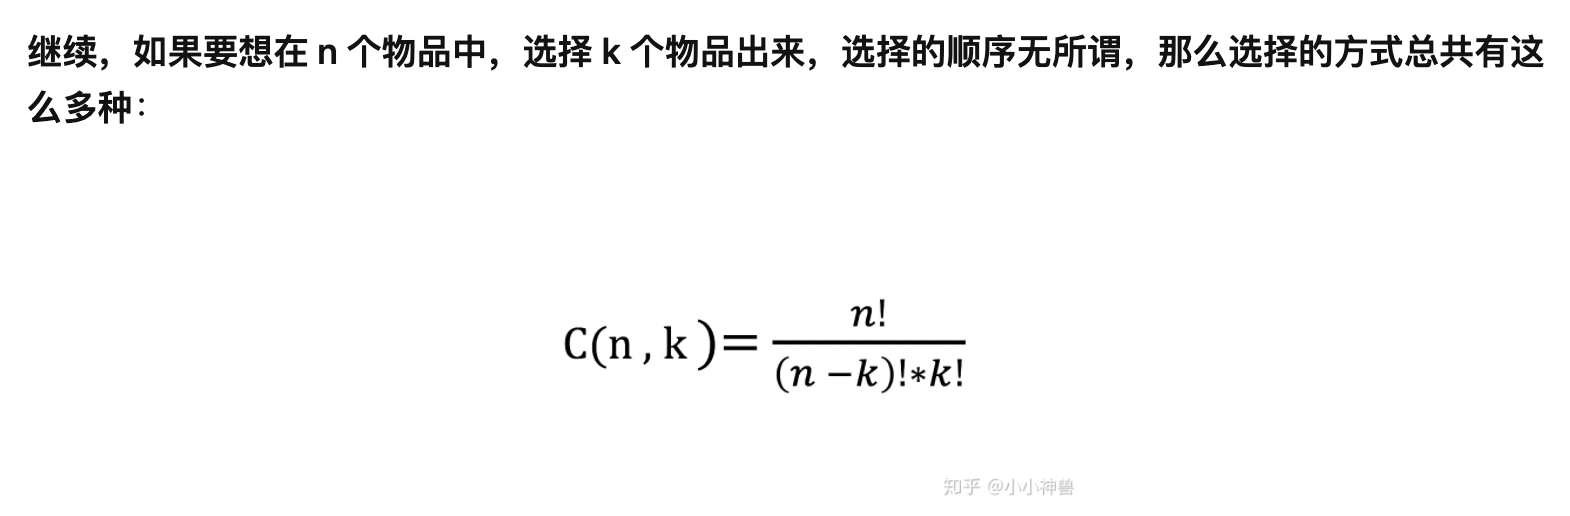 继续，如果要想在 n 个物品中，选择 k 个物品出来，选择的顺序无所谓，那么选择的方式总共有这
么多种：
C(n , k )= n! / (n −k)!*k!
知乎 @小小神兽